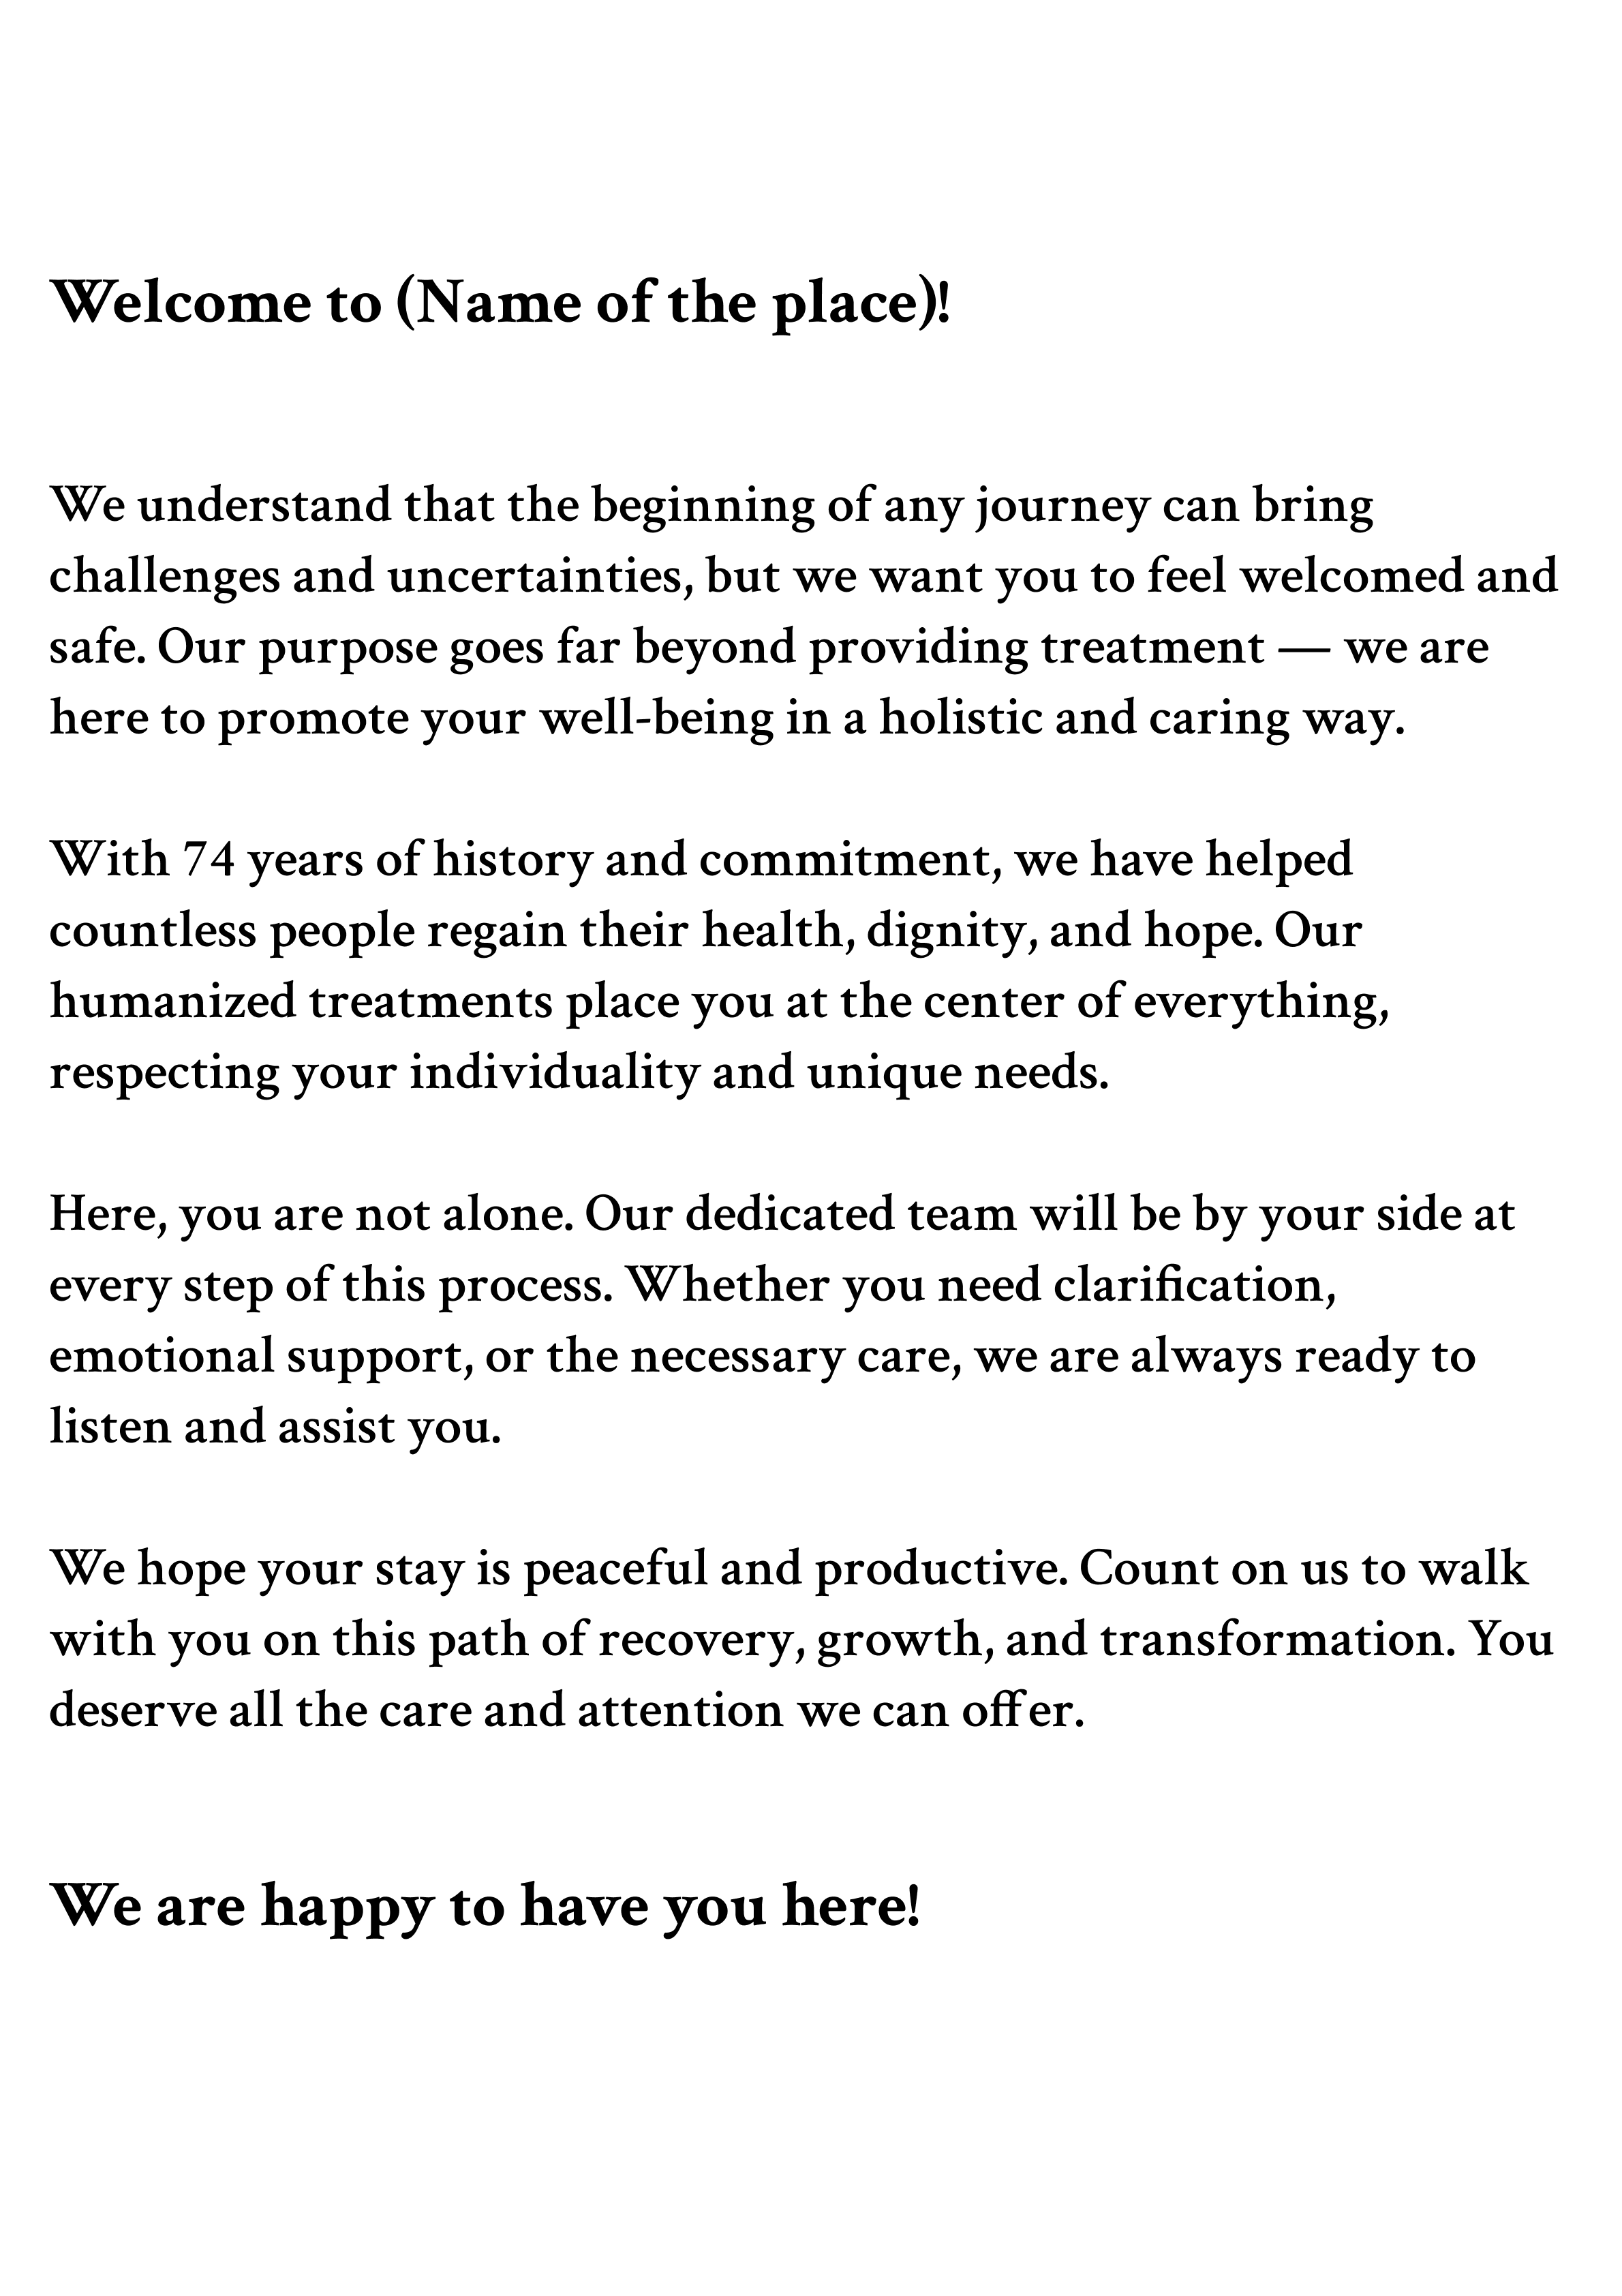 Welcome to (Name of the place)!
We understand that the beginning of any journey can bring
challenges and uncertainties, but we want you to feel welcomed and
safe. Our purpose goes far beyond providing treatment — we are
here to promote your well-being in a holistic and caring way.
With 74 years of history and commitment, we have helped
countless people regain their health, dignity, and hope. Our
humanized treatments place you at the center of everything,
respecting your individuality and unique needs.
Here, you are not alone. Our dedicated team will be by your side at
every step of this process. Whether you need clarification,
emotional support, or the necessary care, we are always ready to
listen and assist you.
We hope your stay is peaceful and productive. Count on us to walk
with you on this path of recovery, growth, and transformation. You
deserve all the care and attention we can offer.
We are happy to have you here!